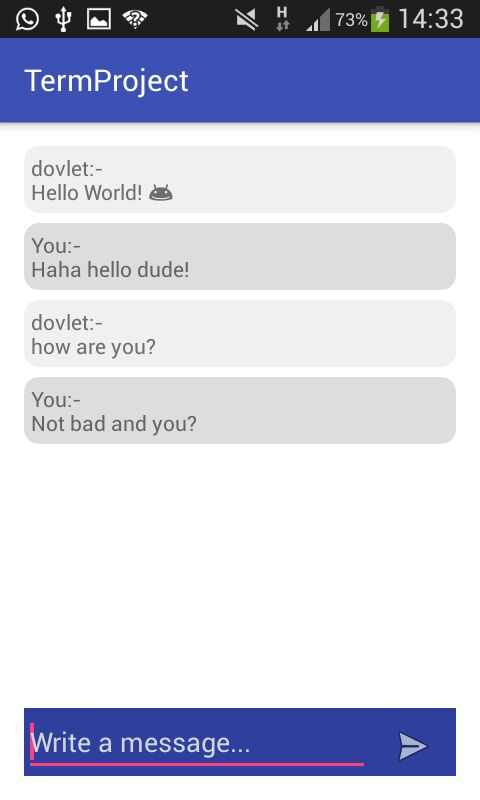 H 73% 14:33
TermProject
dovlet:-
Hello World!
You:-
Haha hello dude!
dovlet:-
how are you?
You:-
Not bad and you?
Write a message...